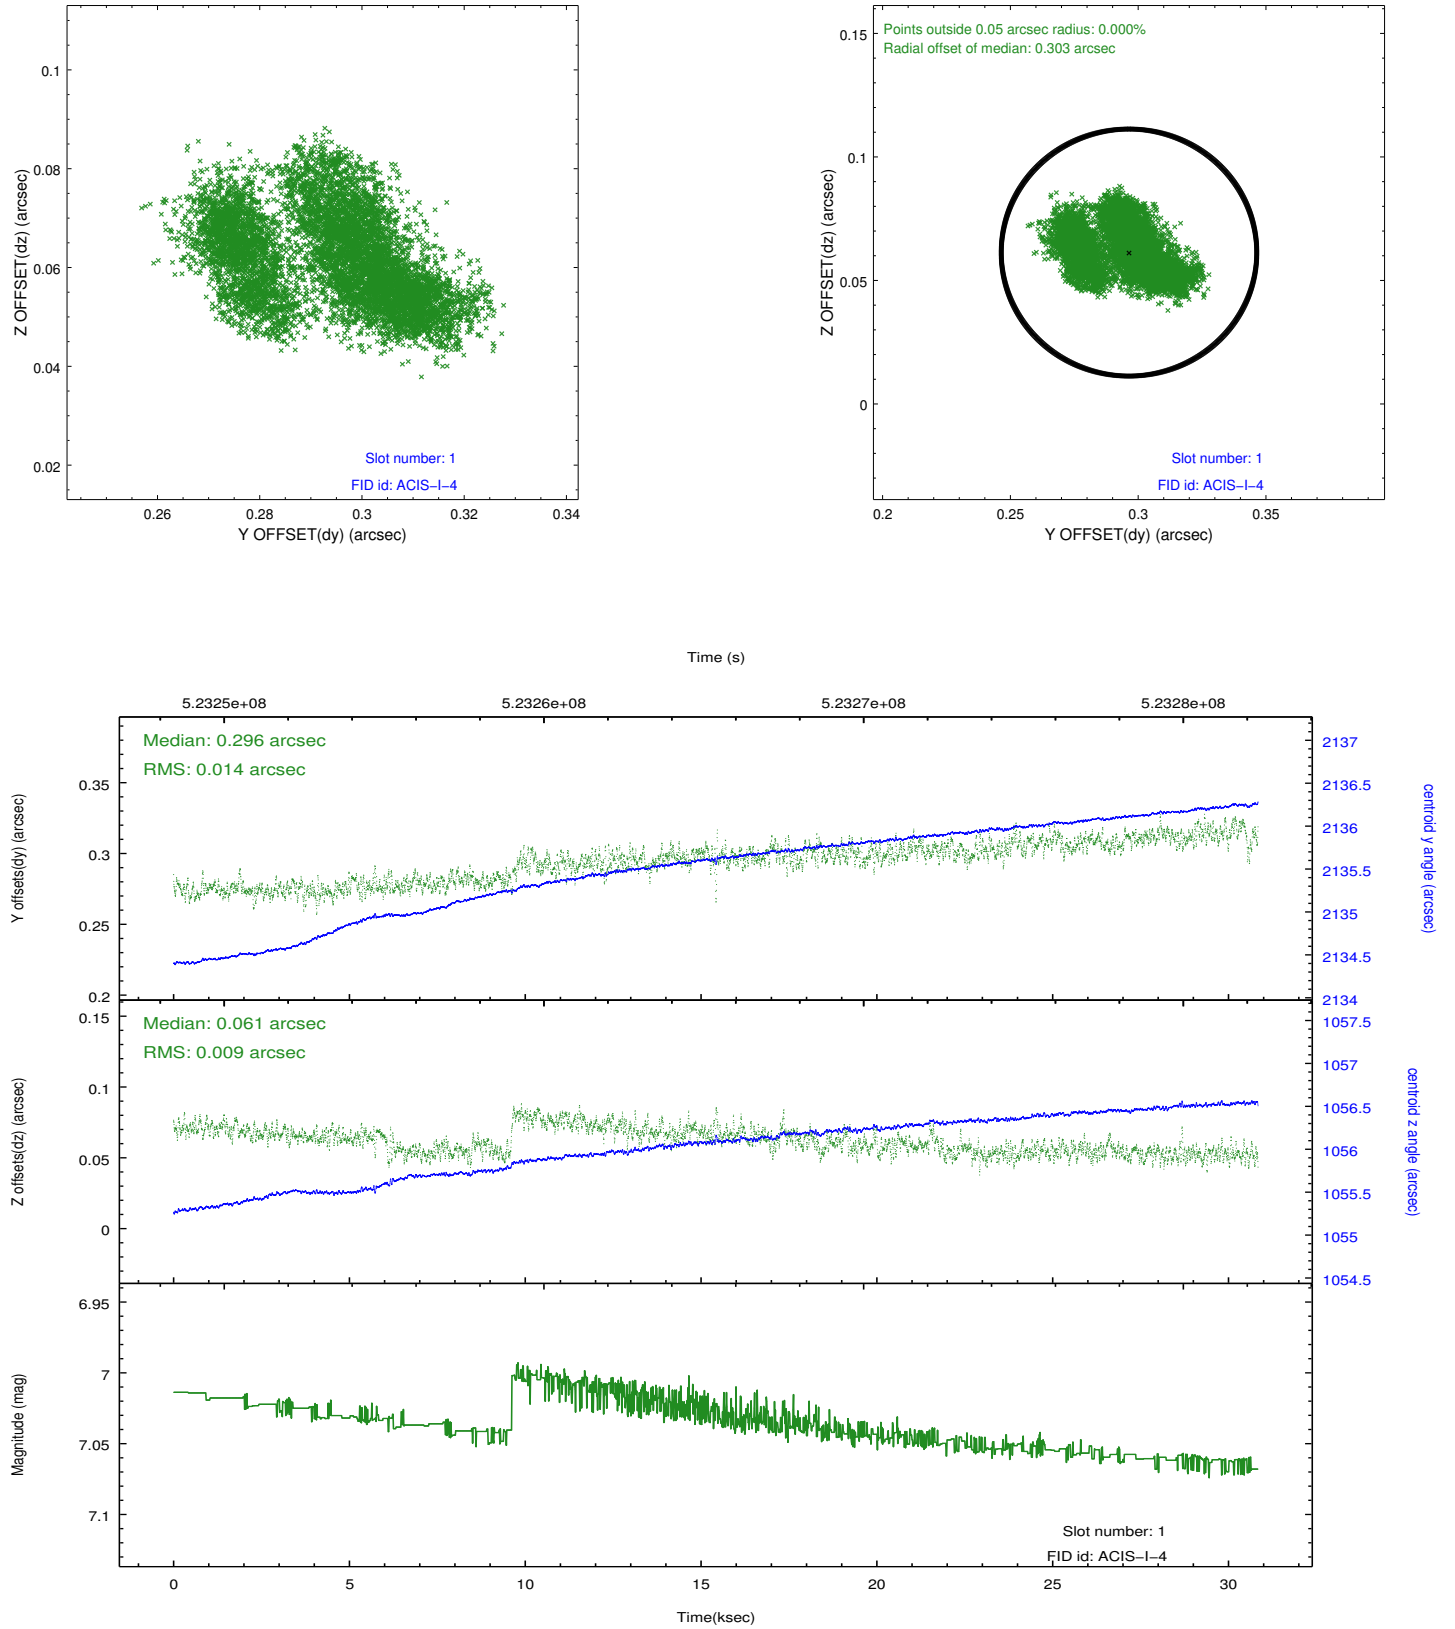 0.1
0.08
0.06
0.04
0.02
Z OFFSET(dz) (arcsec)
Slot number: 1
FID id: ACIS-I-4
0.26 0.28 0.3 0.32 0.34
Y OFFSET(dy) (arcsec)
Points outside 0.05 arcsec radius: 0.000%
Radial offset of median: 0.303 arcsec
0.15
0.1
0.05
0
Z OFFSET(dz) (arcsec)
Slot number: 1
FID id: ACIS-I-4
0.2 0.25 0.3 0.35
Y OFFSET(dy) (arcsec)
Time (s)
5.2325e+08 5.2326e+08 5.2327e+08 5.2328e+08
Median: 0.296 arcsec
RMS: 0.014 arcsec
0.35
0.3
0.25
0.2
Y offsets(dy) (arcsec)
2137
2136.5
2136
2135.5
2135
2134.5
2134
centroid y angle (arcsec)
Median: 0.061 arcsec
RMS: 0.009 arcsec
0.15
0.1
0.05
0
Z offsets(dz) (arcsec)
1057.5
1057
1056.5
1056
1055.5
1055
1054.5
centroid z angle (arcsec)
6.95
7
7.05
7.1
Magnitude (mag)
Slot number: 1
FID id: ACIS-I-4
0 5 10 15 20 25 30
Time(ksec)